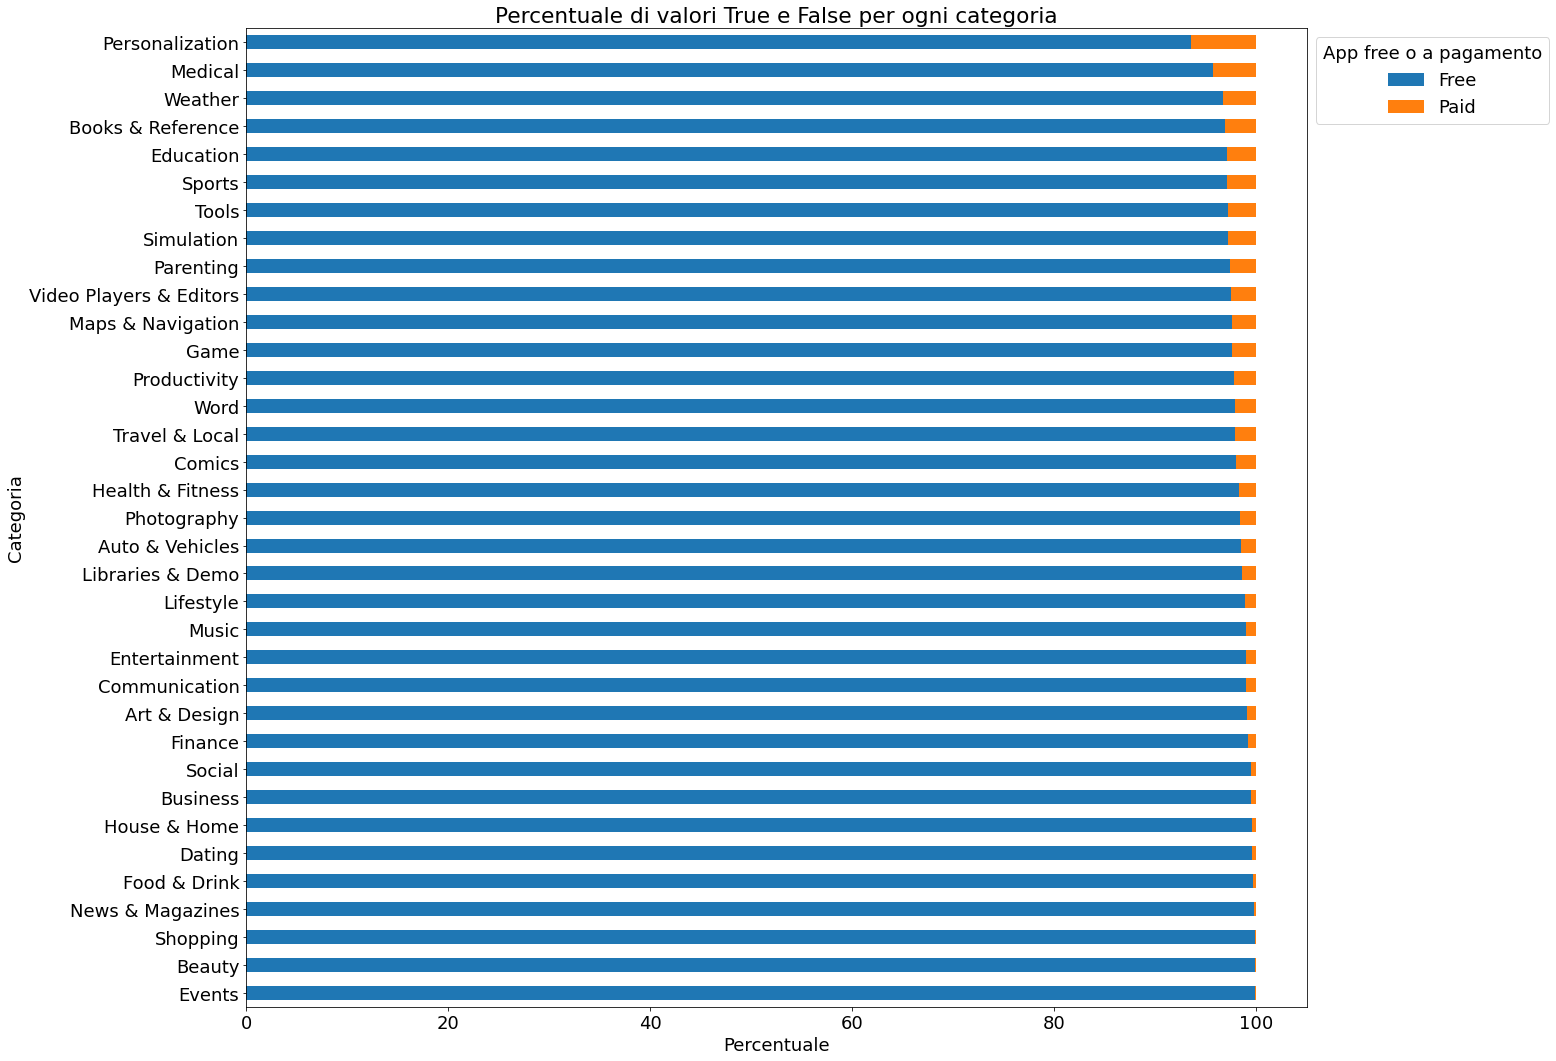 Percentuale di valori True e False per ogni categoria
App free o a pagamento
Free
Paid
Categoria
Personalization
Medical
Weather
Books & Reference
Education
Sports
Tools
Simulation
Parenting
Video Players & Editors
Maps & Navigation
Game
Productivity
Word
Travel & Local
Comics
Health & Fitness
Photography
Auto & Vehicles
Libraries & Demo
Lifestyle
Music
Entertainment
Communication
Art & Design
Finance
Social
Business
House & Home
Dating
Food & Drink
News & Magazines
Shopping
Beauty
Events
0 20 40 60 80 100
Percentuale